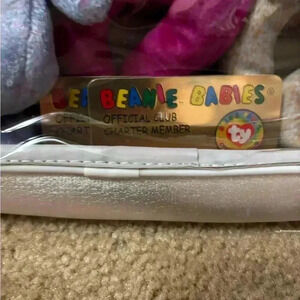 BEANIE BABIES®
OFFICIAL CLUB
CHARTER MEMBER
ty